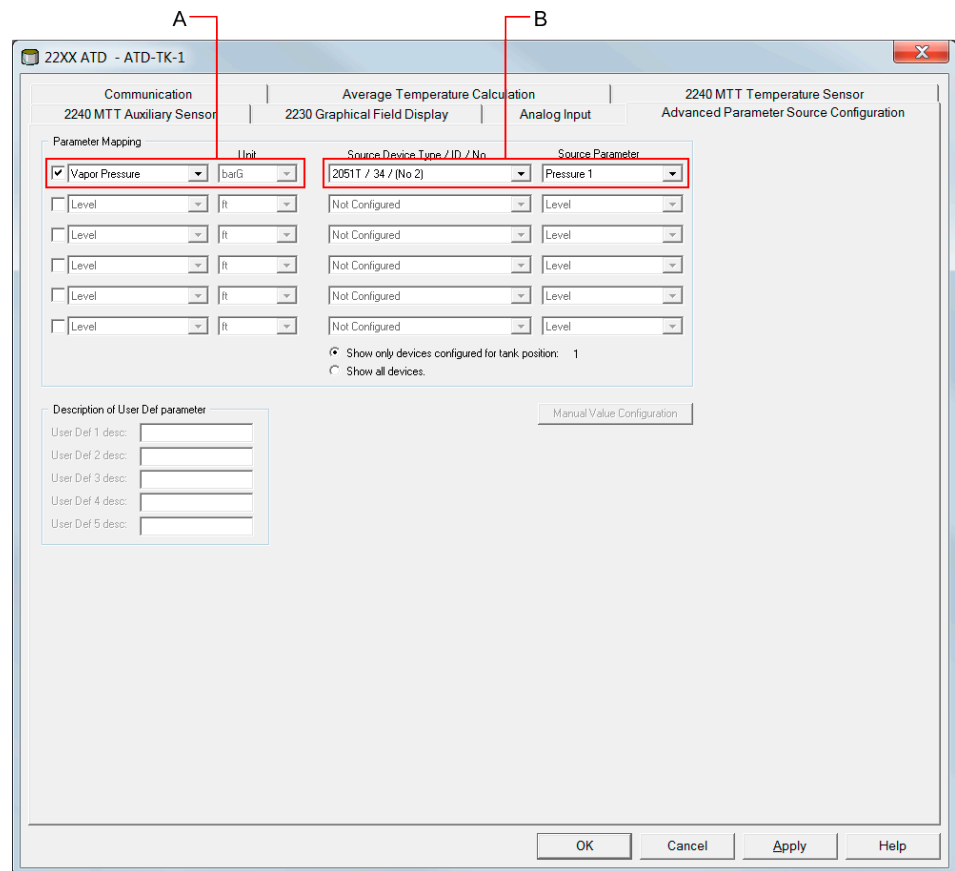 A B
22XX ATD - ATD-TK-1
Communication Average Temperature Calculation 2240 MTT Temperature Sensor
2240 MTT Auxiliary Sensor 2230 Graphical Field Display Analog Input Advanced Parameter Source Configuration
Parameter Mapping
Unit Source Device Type / ID / No Source Parameter
Vapor Pressure barG 2051T / 34 / (No 2) Pressure 1
Level ft Not Configured Level
Level ft Not Configured Level
Level ft Not Configured Level
Level ft Not Configured Level
Level ft Not Configured Level
Show only devices configured for tank position: 1
Show all devices.
Description of User Def parameter Manual Value Configuration
User Def 1 desc:
User Def 2 desc:
User Def 3 desc:
User Def 4 desc:
User Def 5 desc:
OK Cancel Apply Help